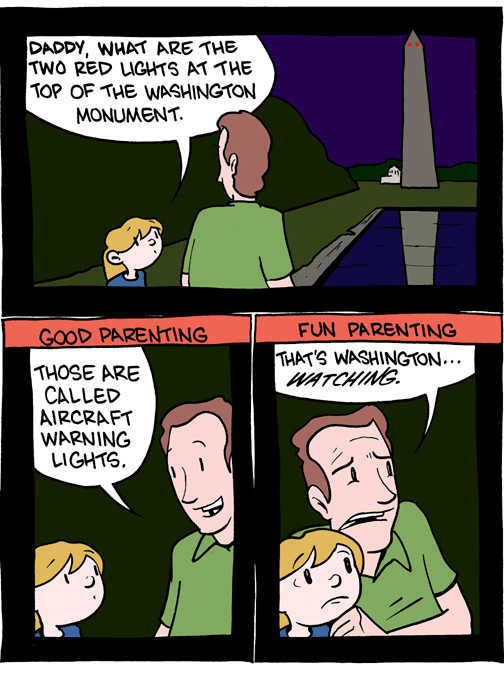 DADDY, WHAT ARE THE
TWO RED LIGHTS AT THE
TOP OF THE WASHINGTON
MONUMENT.
GOOD PARENTING
THOSE ARE
CALLED
AIRCRAFT
WARNING
LIGHTS.
FUN PARENTING
THAT'S WASHINGTON...
WATCHING.